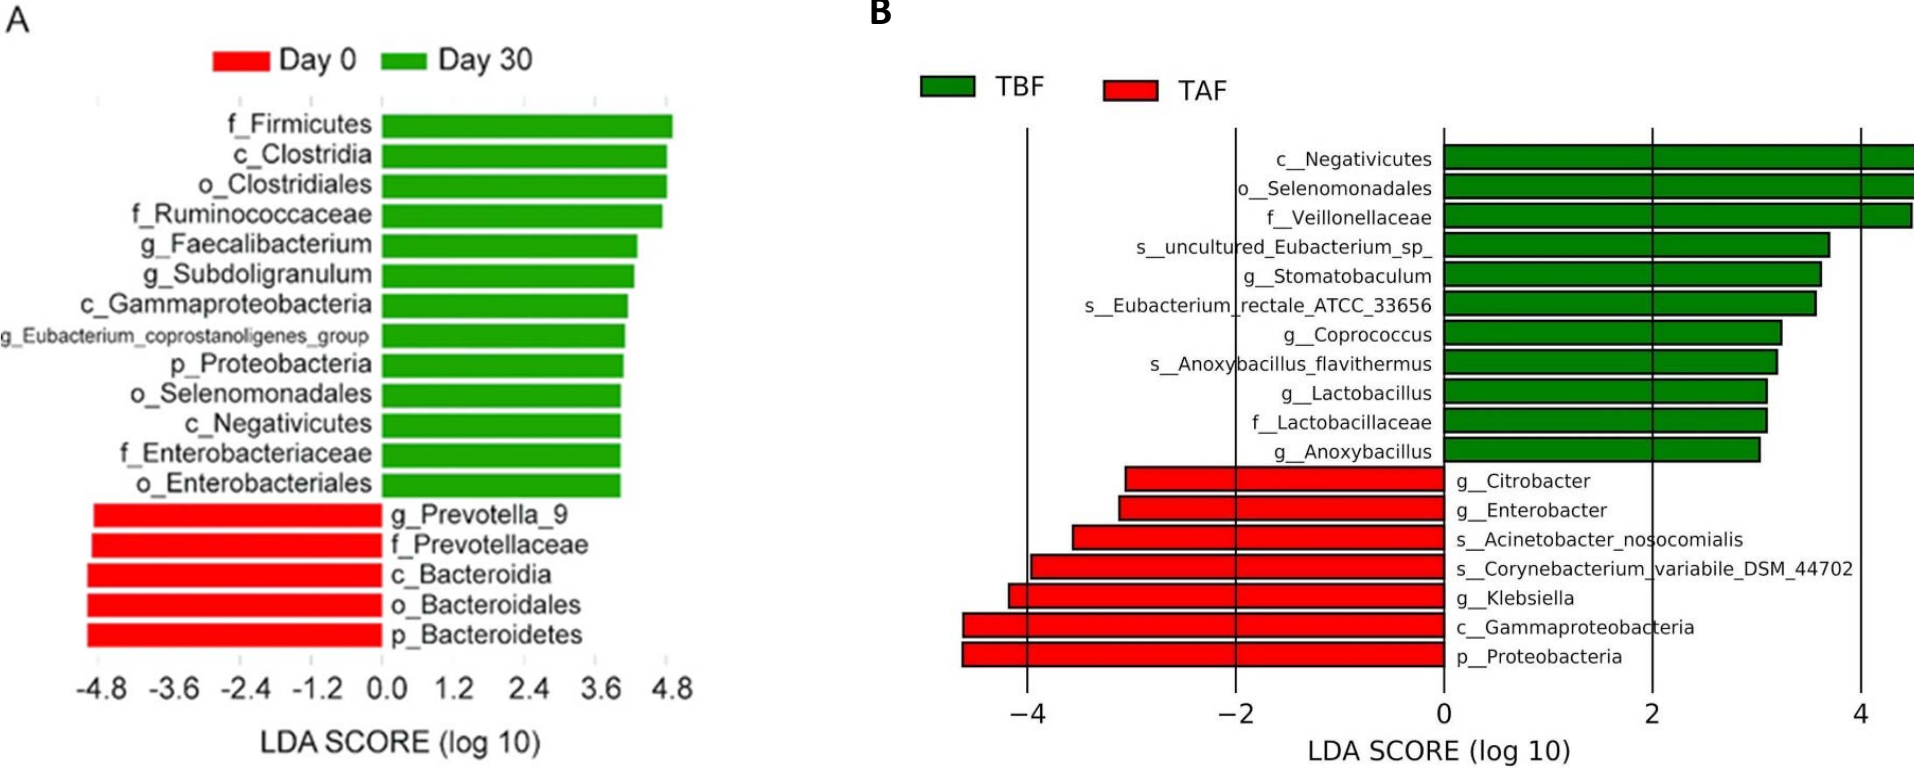 A
Day 0 Day 30
f_Firmicutes
c_Clostridia
o_Clostridiales
f_Ruminococcaceae
g_Faecalibacterium
g_Subdoligranulum
c_Gammaproteobacteria
g_Eubacterium_coprostanoligenes_group
p_Proteobacteria
o_Selenomonadales
c_Negativicutes
f_Enterobacteriaceae
o_Enterobacteriales
g_Prevotella_9
f_Prevotellaceae
c_Bacteroidia
o_Bacteroidales
p_Bacteroidetes
-4.8 -3.6 -2.4 -1.2 0.0 1.2 2.4 3.6 4.8
LDA SCORE (log 10)
B
TBF TAF
c__Negativicutes
o__Selenomonadales
f__Veillonellaceae
s__uncultured_Eubacterium_sp_
g__Stomatobaculum
s__Eubacterium_rectale_ATCC_33656
g__Coprococcus
s__Anoxybacillus_flavithermus
g__Lactobacillus
f__Lactobacillaceae
g__Anoxybacillus
g__Citrobacter
g__Enterobacter
s__Acinetobacter_nosocomialis
s__Corynebacterium_variabile_DSM_44702
g__Klebsiella
c__Gammaproteobacteria
p__Proteobacteria
−4 −2 0 2 4
LDA SCORE (log 10)